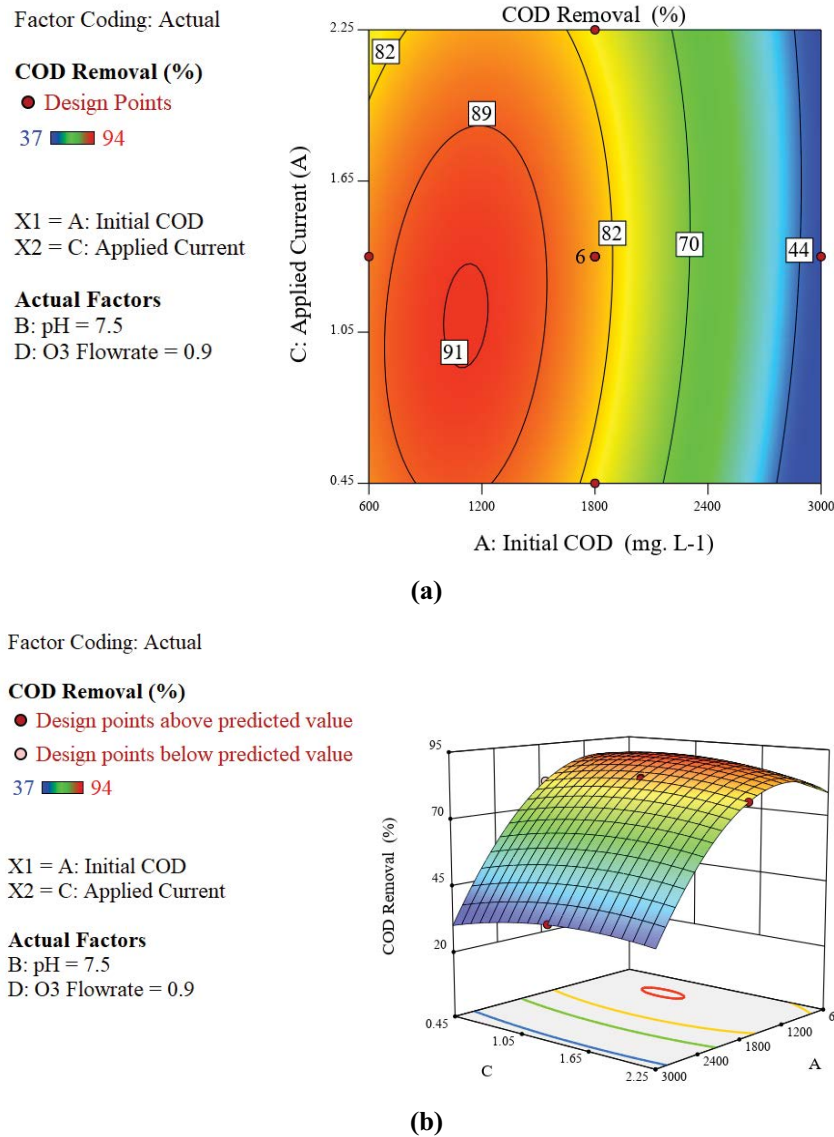 Factor Coding: Actual
COD Removal (%)
Design Points
37 94
X1 = A: Initial COD
X2 = C: Applied Current
Actual Factors
B: pH = 7.5
D: O3 Flowrate = 0.9
COD Removal (%)
C: Applied Current (A)
2.25
1.65
1.05
0.45
82
89
82
70
44
6
91
600 1200 1800 2400 3000
A: Initial COD (mg. L-1)
(a)
Factor Coding: Actual
COD Removal (%)
Design points above predicted value
Design points below predicted value
37 94
X1 = A: Initial COD
X2 = C: Applied Current
Actual Factors
B: pH = 7.5
D: O3 Flowrate = 0.9
COD Removal (%)
95
70
45
20
0.45
1.05
1.65
2.25
C
3000
2400
1800
1200
6
A
(b)